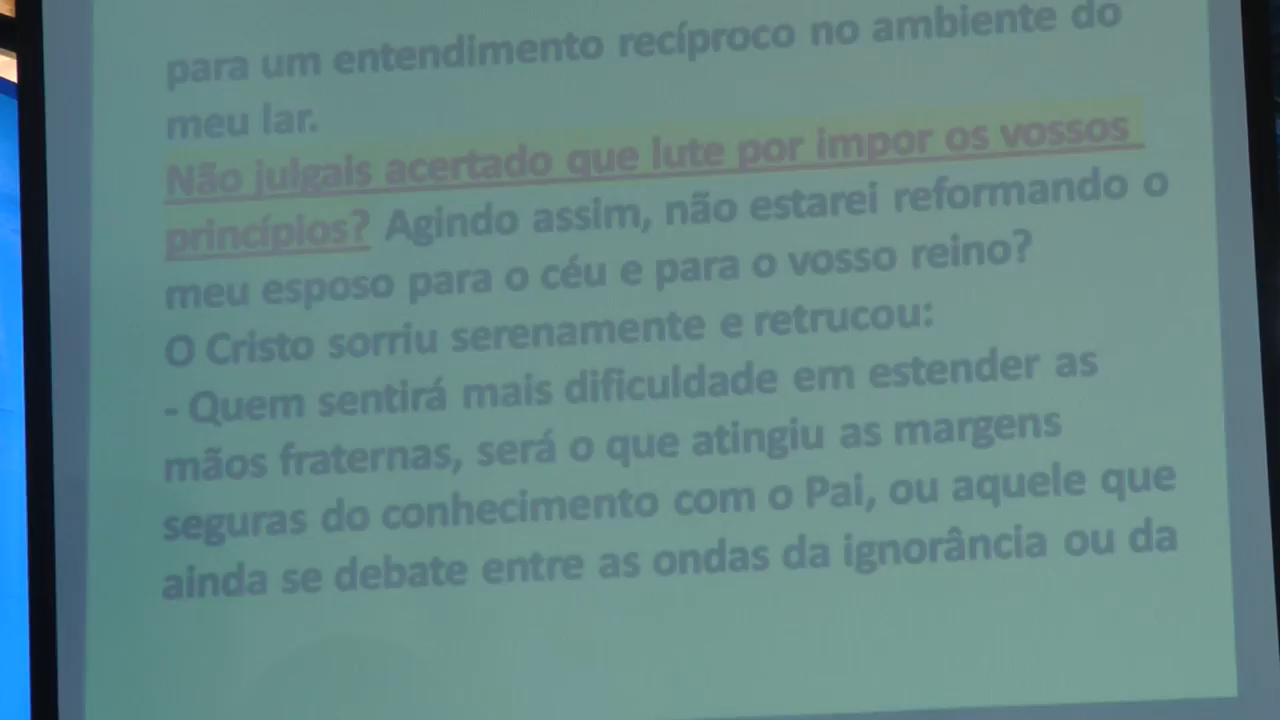 para um entendimento recíproco no ambiente do
meu lar.
Não julgais acertado que lute por impor os vossos
princípios? Agindo assim, não estarei reformando o
meu esposo para o céu e para o vosso reino?
O Cristo sorriu serenamente e retrucou:
- Quem sentirá mais dificuldade em estender as
mãos fraternas, será o que atingiu as margens
seguras do conhecimento com o Pai, ou aquele que
ainda se debate entre as ondas da ignorância ou da